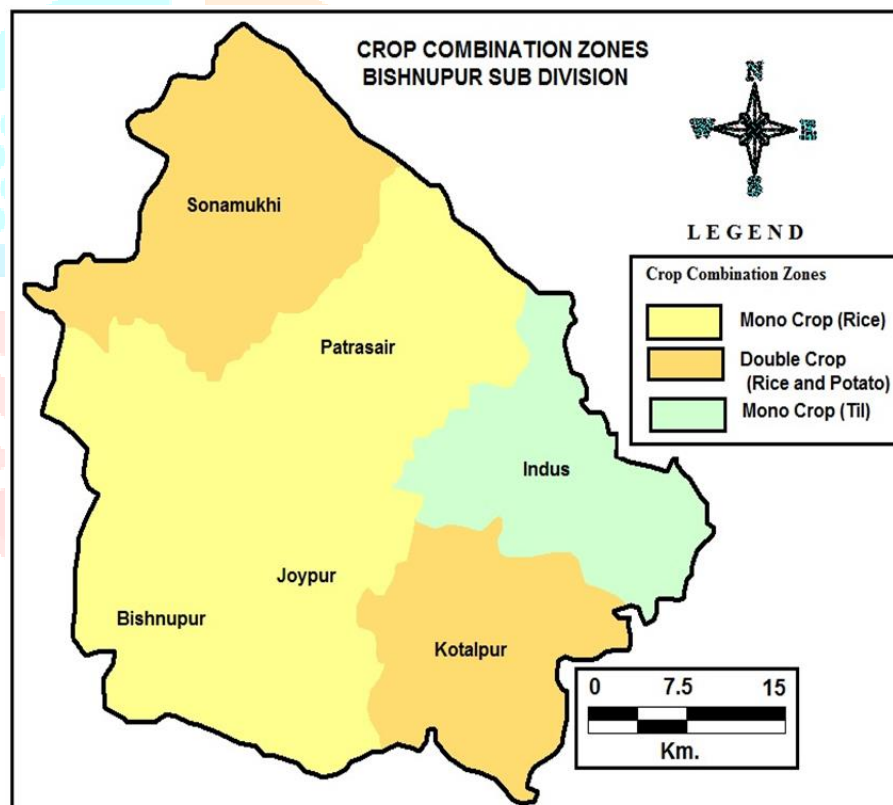 CROP COMBINATION ZONES
BISHNUPUR SUB DIVISION
N
W E
S
LEGEND
Crop Combination Zones
Mono Crop (Rice)
Double Crop
(Rice and Potato)
Mono Crop (Til)
Sonamukhi
Patrasair
Indus
Joypur
Bishnupur
Kotalpur
0 7.5 15
Km.